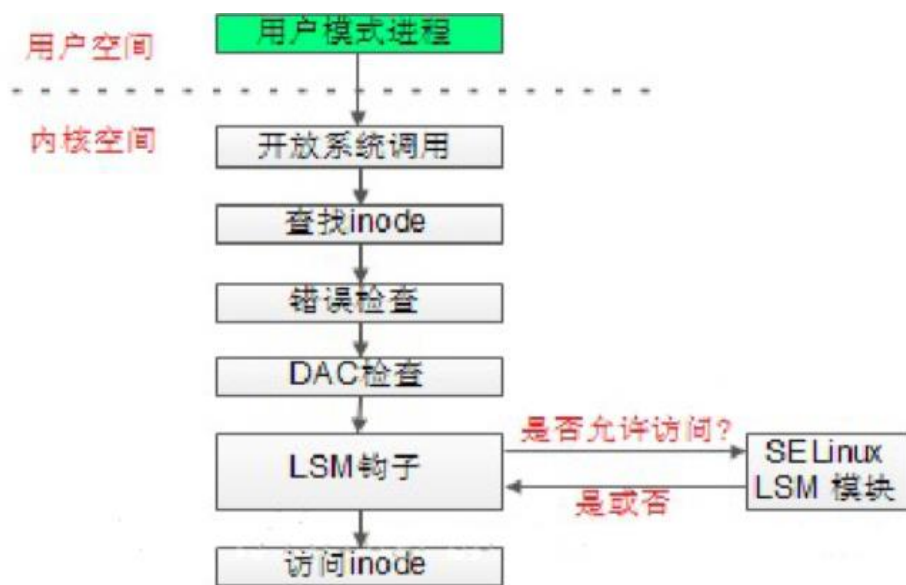 用户模式进程
用户空间
内核空间
开放系统调用
查找inode
错误检查
DAC检查
LSM钩子
是否允许访问?
SELinux
LSM 模块
是或否
访问inode